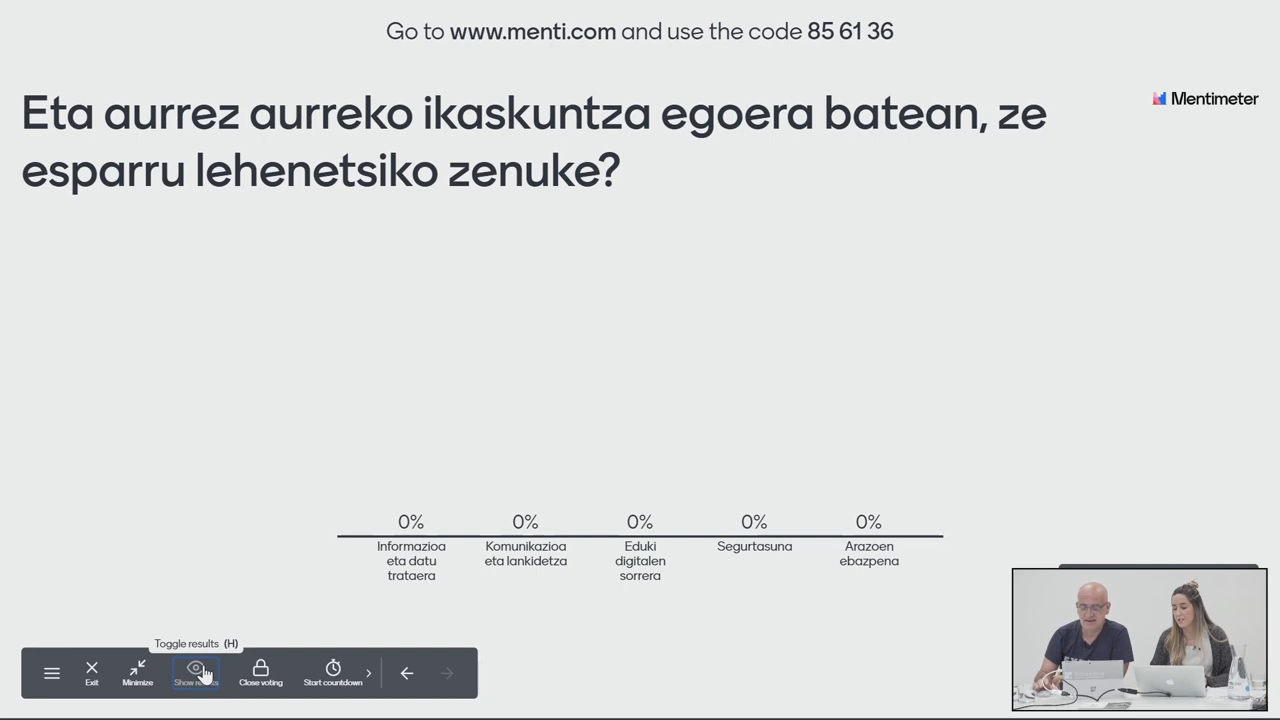 Go to www.menti.com and use the code 85 61 36
Eta aurrez aurreko ikaskuntza egoera batean, ze
esparru lehenetsiko zenuke?
Mentimeter
0% 0% 0% 0% 0%
Informazioa
eta datu
trataera
Komunikazioa
eta lankidetza
Eduki
digitalen
sorrera
Segurtasuna
Arazoen
ebazpena
Toggle results (H)
Exit
Minimize
Show
Close voting
Start countdown